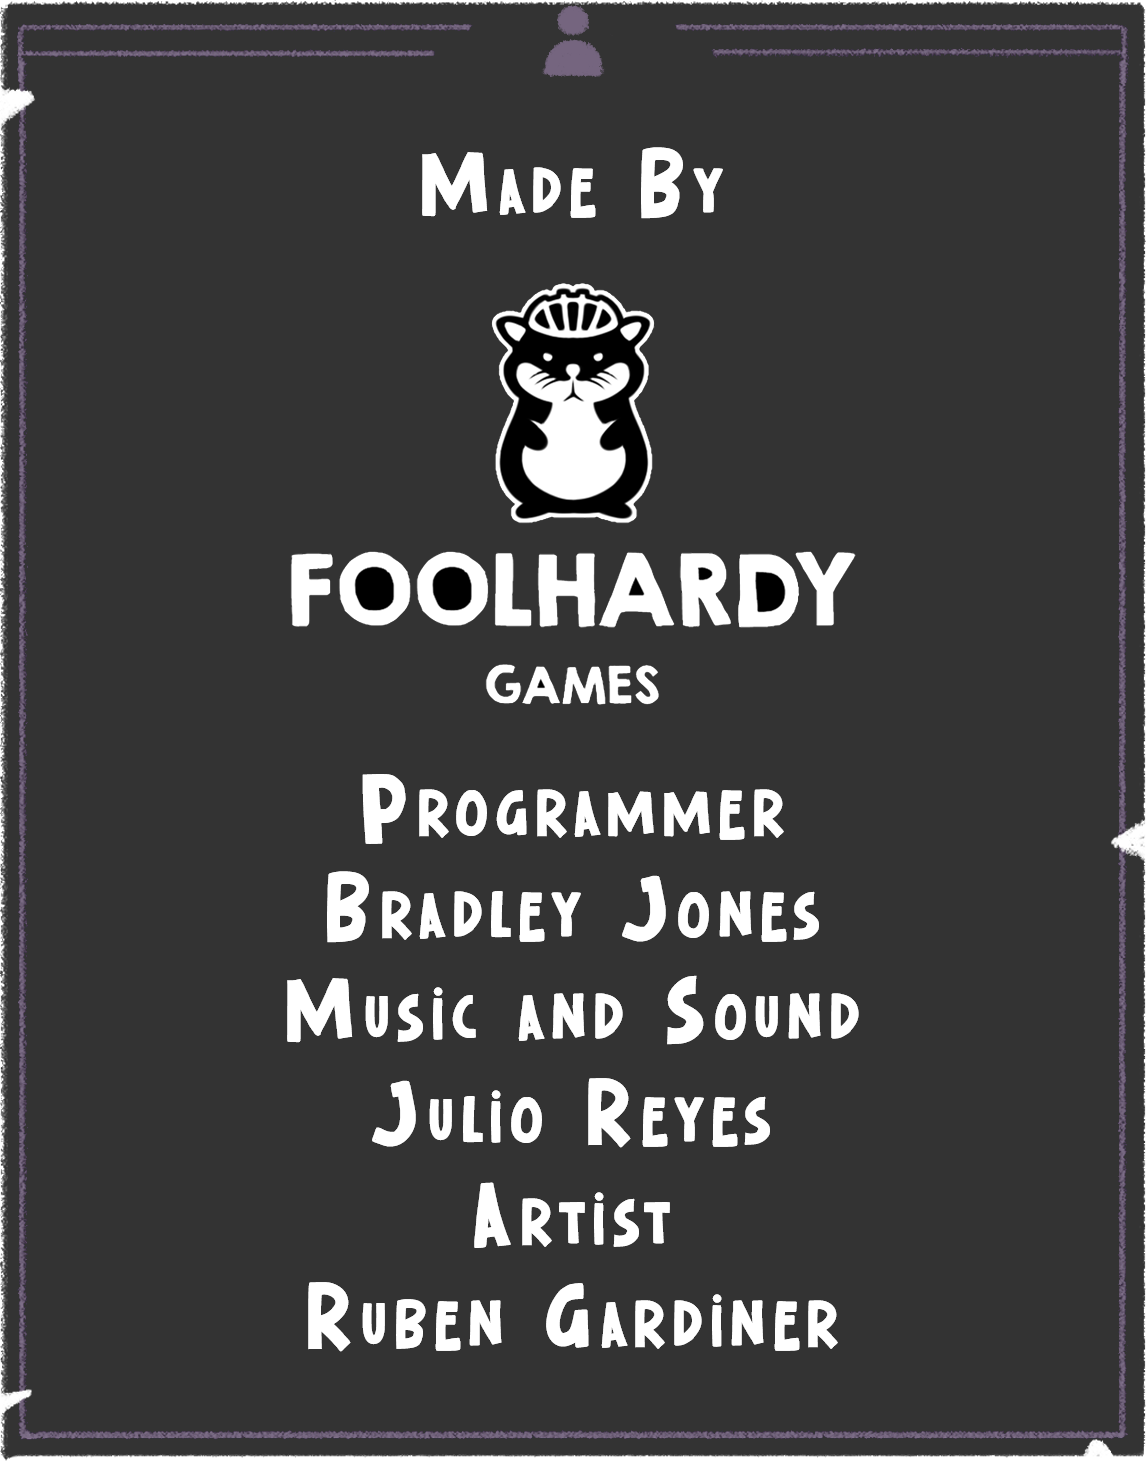 Made By
FOOLHARDY
GAMES
Programmer
Bradley Jones
Music and Sound
Julio Reyes
Artist
Ruben Gardiner